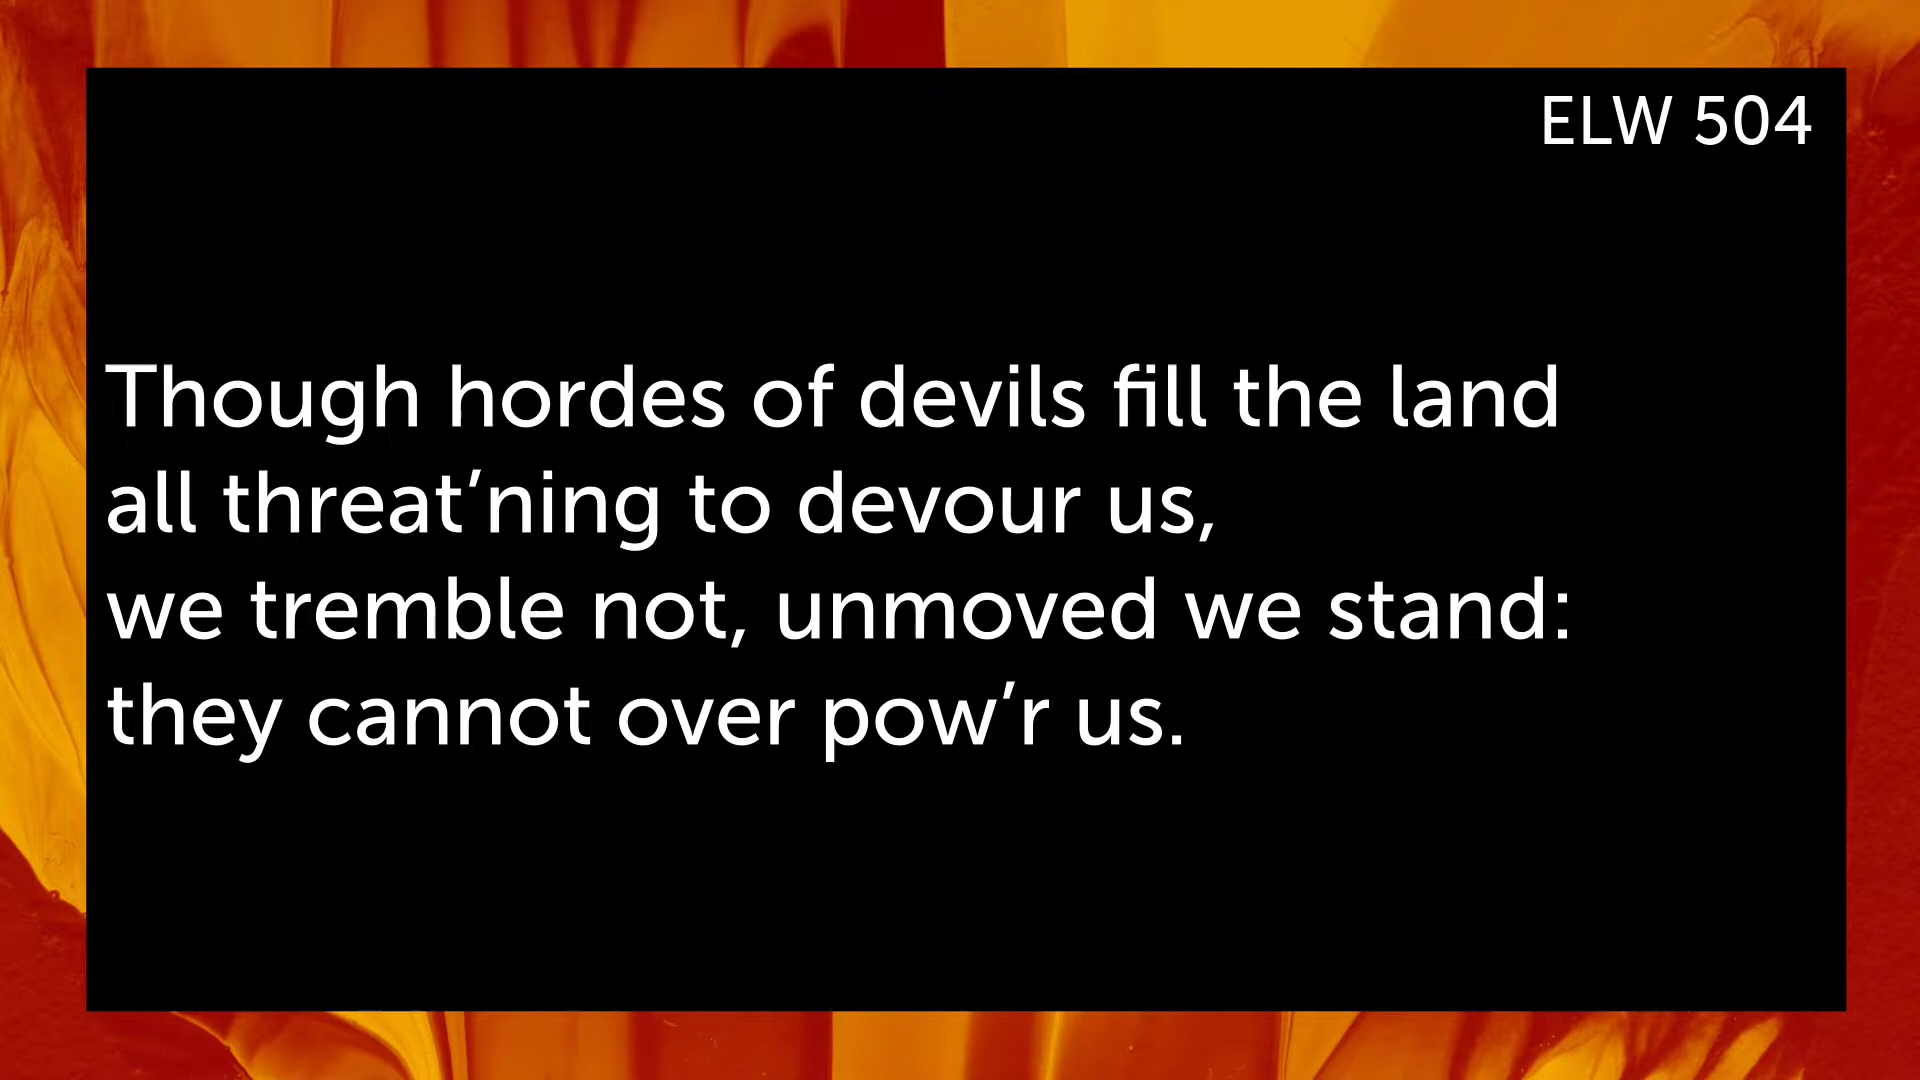 ELW 504
Though hordes of devils fill the land
all threat’ning to devour us,
we tremble not, unmoved we stand:
they cannot over pow’r us.